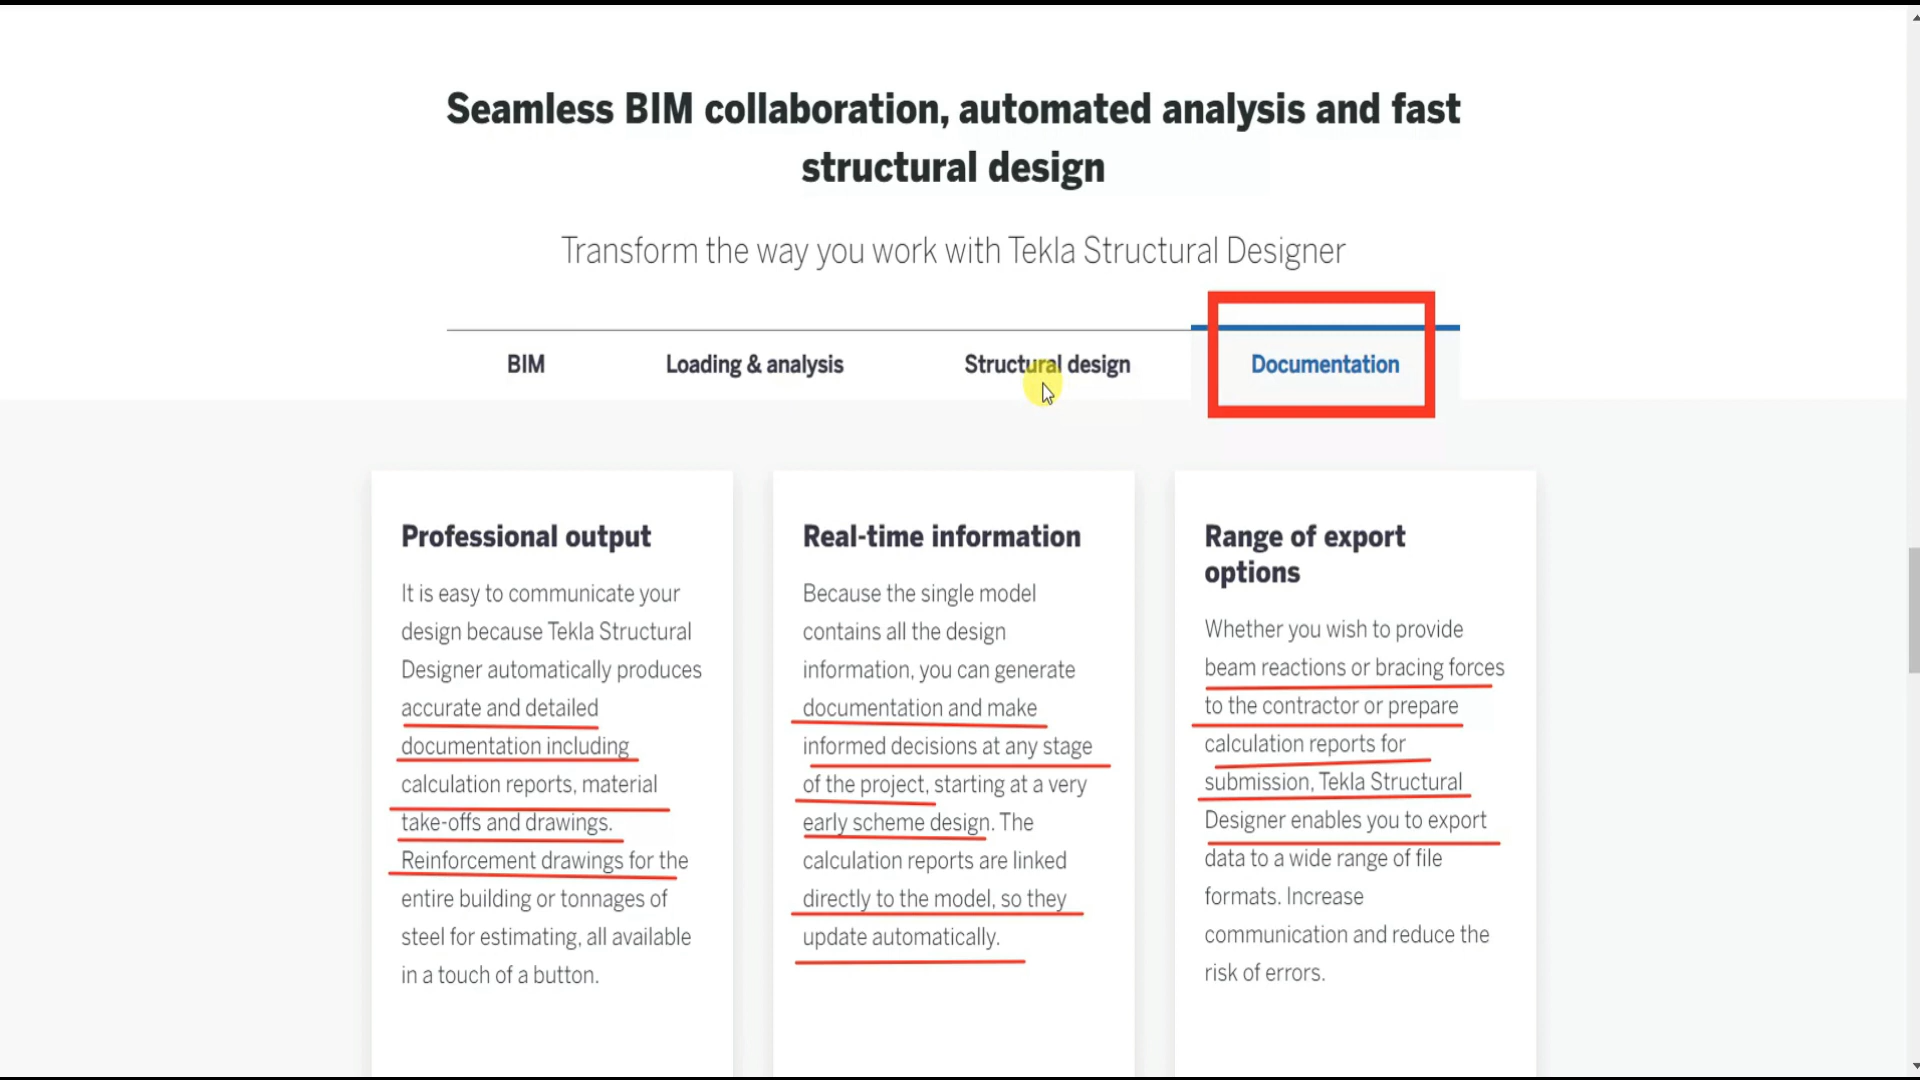 Seamless BIM collaboration, automated analysis and fast
structural design
Transform the way you work with Tekla Structural Designer
BIM
Loading & analysis
Structural design
Documentation
Professional output
It is easy to communicate your
design because Tekla Structural
Designer automatically produces
accurate and detailed
documentation including
calculation reports, material
take-offs and drawings.
Reinforcement drawings for the
entire building or tonnages of
steel for estimating, all available
in a touch of a button.
Real-time information
Because the single model
contains all the design
information, you can generate
documentation and make
informed decisions at any stage
of the project, starting at a very
early scheme design. The
calculation reports are linked
directly to the model, so they
update automatically.
Range of export
options
Whether you wish to provide
beam reactions or bracing forces
to the contractor or prepare
calculation reports for
submission, Tekla Structural
Designer enables you to export
data to a wide range of file
formats. Increase
communication and reduce the
risk of errors.